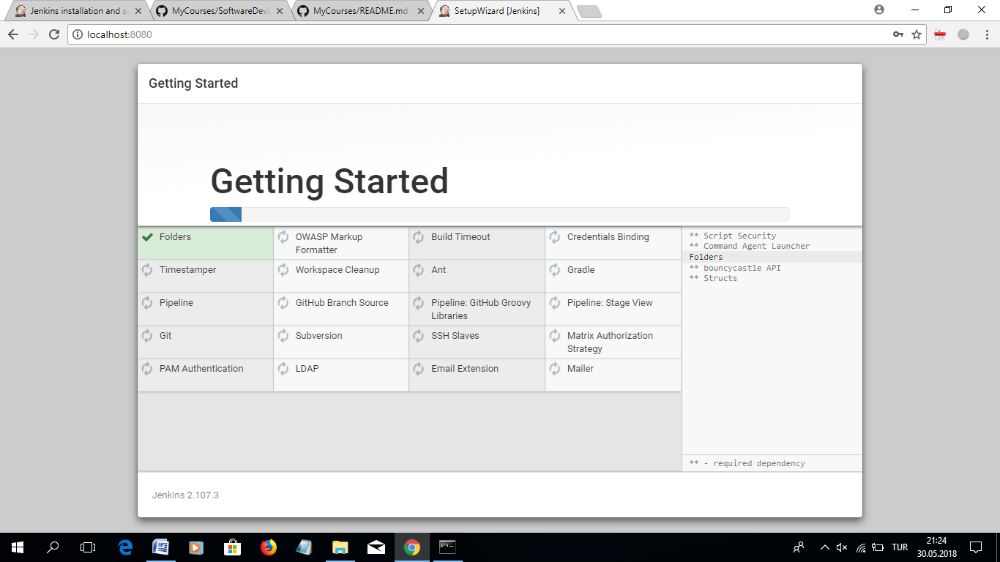 Jenkins installation and se
MyCourses/SoftwareDevE
MyCourses/README.md
SetupWizard [Jenkins]
localhost:8080
Getting Started
Getting Started
Folders
OWASP Markup
Formatter
Build Timeout
Credentials Binding
Timestamper
Workspace Cleanup
Ant
Gradle
Pipeline
GitHub Branch Source
Pipeline: GitHub Groovy
Libraries
Pipeline: Stage View
Git
Subversion
SSH Slaves
Matrix Authorization
Strategy
PAM Authentication
LDAP
Email Extension
Mailer
** Script Security
** Command Agent Launcher
Folders
** bouncycastle API
** Structs
** - required dependency
Jenkins 2.107.3
TUR
21:24
30.05.2018